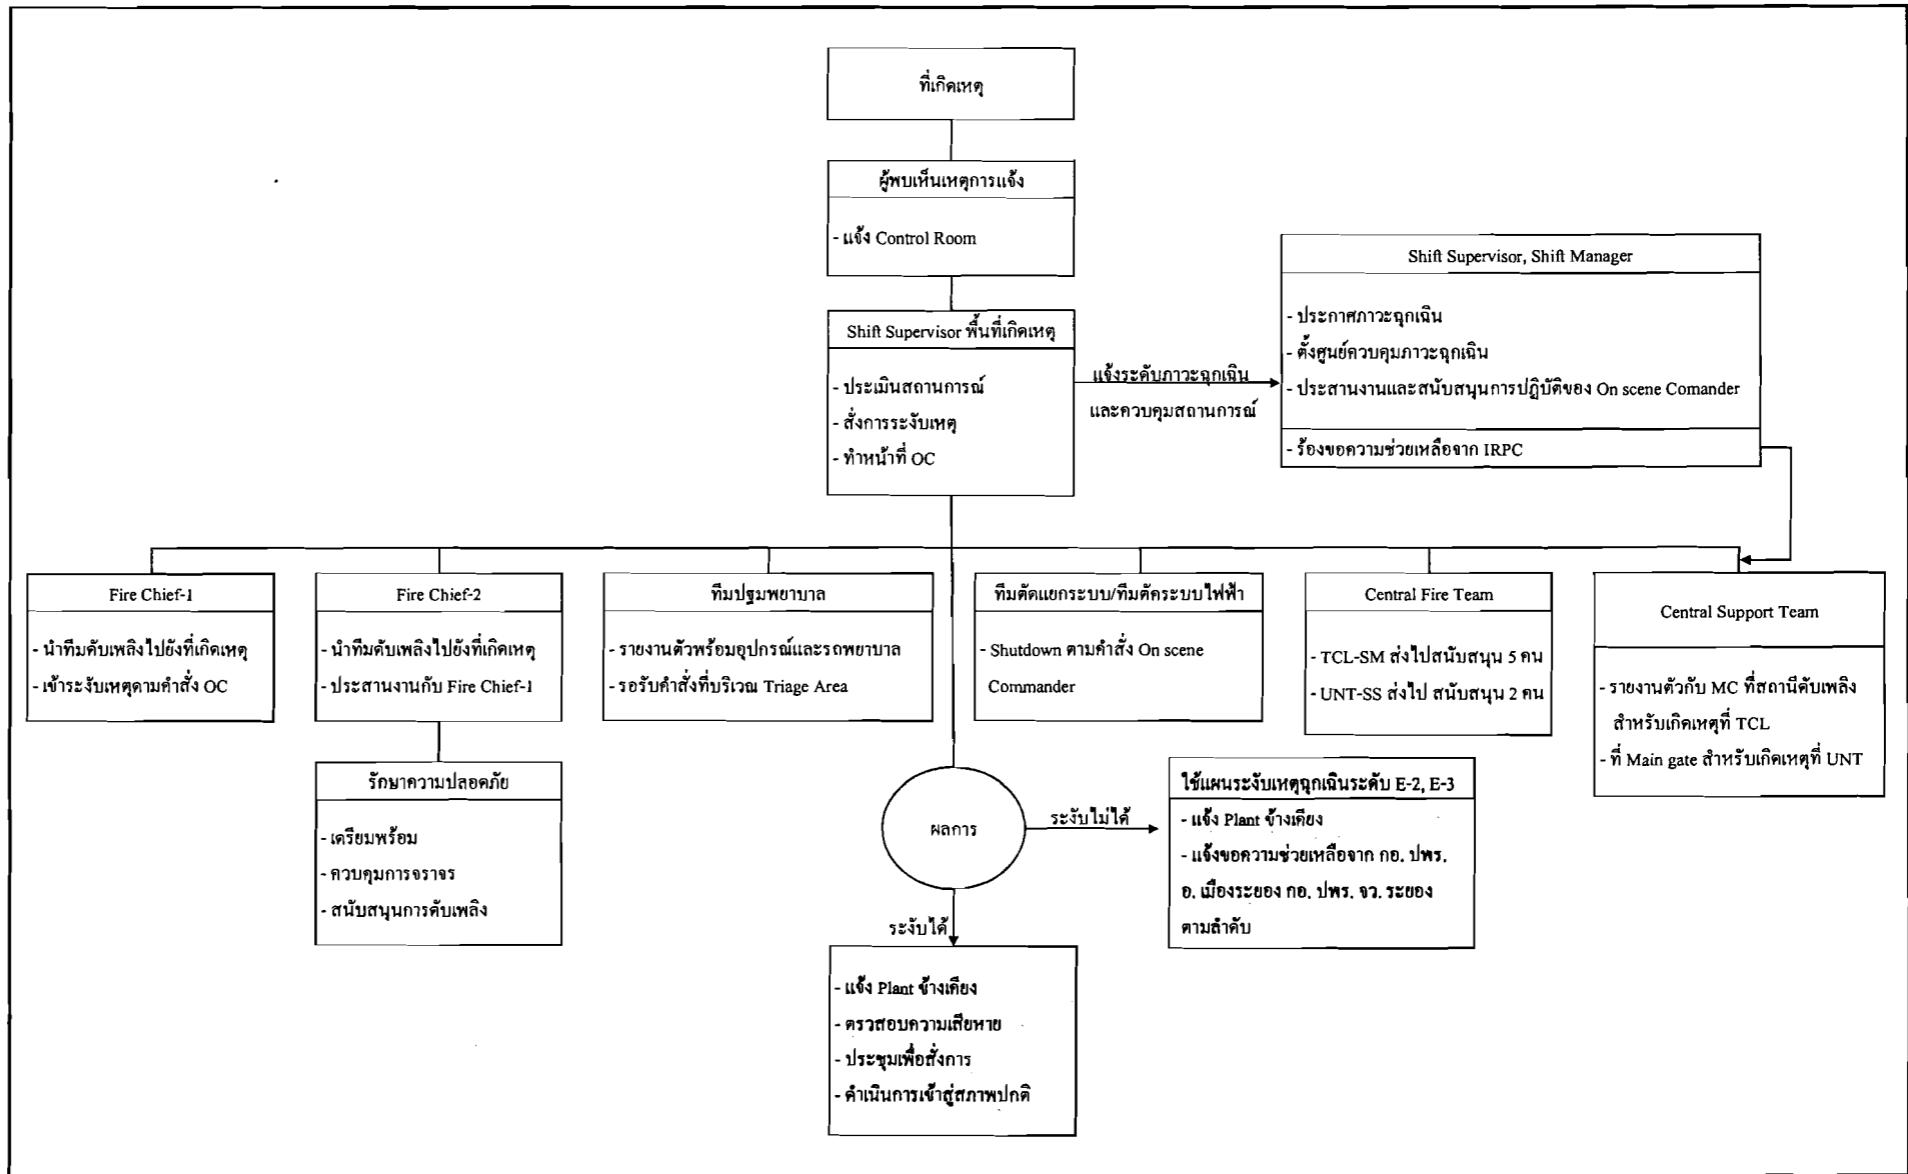 ที่เกิดเหตุ
ผู้พบเห็นเหตุการแจ้ง
- แจ้ง Control Room
Shift Supervisor พื้นที่เกิดเหตุ
- ประเมินสถานการณ์
- สั่งการระงับเหตุ
- ทำหน้าที่ OC
แจ้งระดับภาวะฉุกเฉิน
และควบคุมสถานการณ์
Shift Supervisor, Shift Manager
- ประกาศภาวะฉุกเฉิน
- ตั้งศูนย์ควบคุมภาวะฉุกเฉิน
- ประสานงานและสนับสนุนการปฏิบัติของ On scene Comander
- ร้องขอความช่วยเหลือจาก IRPC
Fire Chief-1
- นำทีมดับเพลิงไปยังที่เกิดเหตุ
- เข้าระงับเหตุตามคำสั่ง OC
Fire Chief-2
- นำทีมดับเพลิงไปยังที่เกิดเหตุ
- ประสานงานกับ Fire Chief-1
ทีมปฐมพยาบาล
- รายงานตัวพร้อมอุปกรณ์และรถพยาบาล
- รอรับคำสั่งที่บริเวณ Triage Area
ทีมตัดแยกระบบ/ทีมตัดระบบไฟฟ้า
- Shutdown ตามคำสั่ง On scene
Commander
Central Fire Team
- TCL-SM ส่งไปสนับสนุน 5 คน
- UNT-SS ส่งไป สนับสนุน 2 คน
Central Support Team
- รายงานตัวกับ MC ที่สถานีดับเพลิง
สำหรับเกิดเหตุที่ TCL
- ที่ Main gate สำหรับเกิดเหตุที่ UNT
รักษาความปลอดภัย
- เตรียมพร้อม
- ควบคุมการจราจร
- สนับสนุนการดับเพลิง
ผลการ
ระงับไม่ได้
ใช้แผนระงับเหตุฉุกเฉินระดับ E-2, E-3
- แจ้ง Plant ข้างเคียง
- แจ้งขอความช่วยเหลือจาก กอ. ปพร.
อ. เมืองระยอง กอ. ปพร. จว. ระยอง
ตามลำดับ
ระงับได้
- แจ้ง Plant ข้างเคียง
- ตรวสอบความเสียหาย
- ประชุมเพื่อสั่งการ
- ดำเนินการเข้าสู่สภาพปกติ